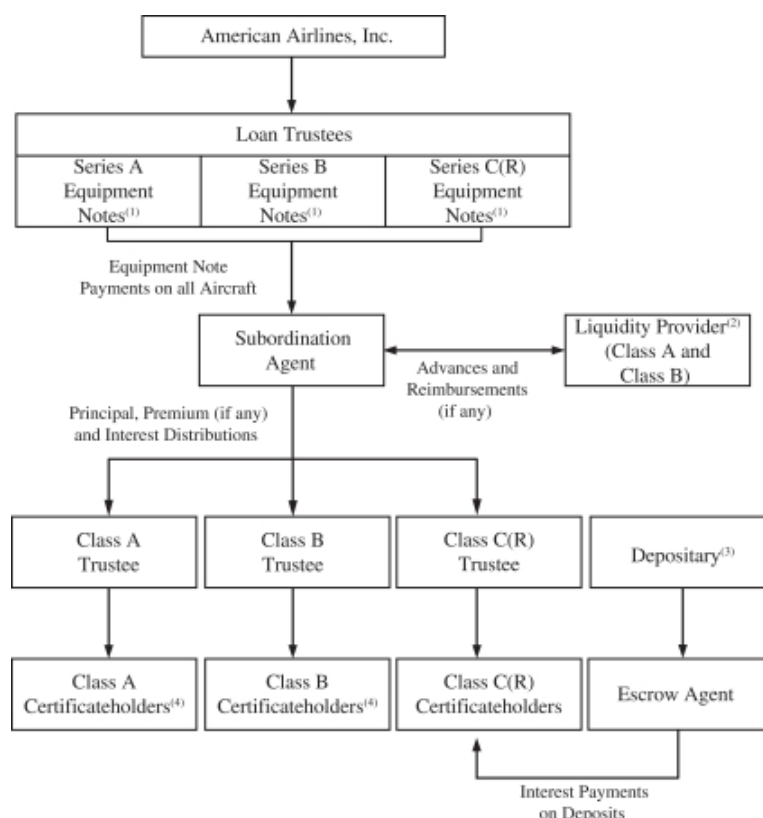 American Airlines, Inc.
Loan Trustees
Series A
Equipment
Notes(1)
Series B
Equipment
Notes(1)
Series C(R)
Equipment
Notes(1)
Equipment Note
Payments on all Aircraft
Subordination
Agent
Advances and
Reimbursements
(if any)
Liquidity Provider(2)
(Class A and
Class B)
Principal, Premium (if any)
and Interest Distributions
Class A
Trustee
Class B
Trustee
Class C(R)
Trustee
Depositary(3)
Class A
Certificateholders(4)
Class B
Certificateholders(4)
Class C(R)
Certificateholders
Escrow Agent
Interest Payments
on Deposits